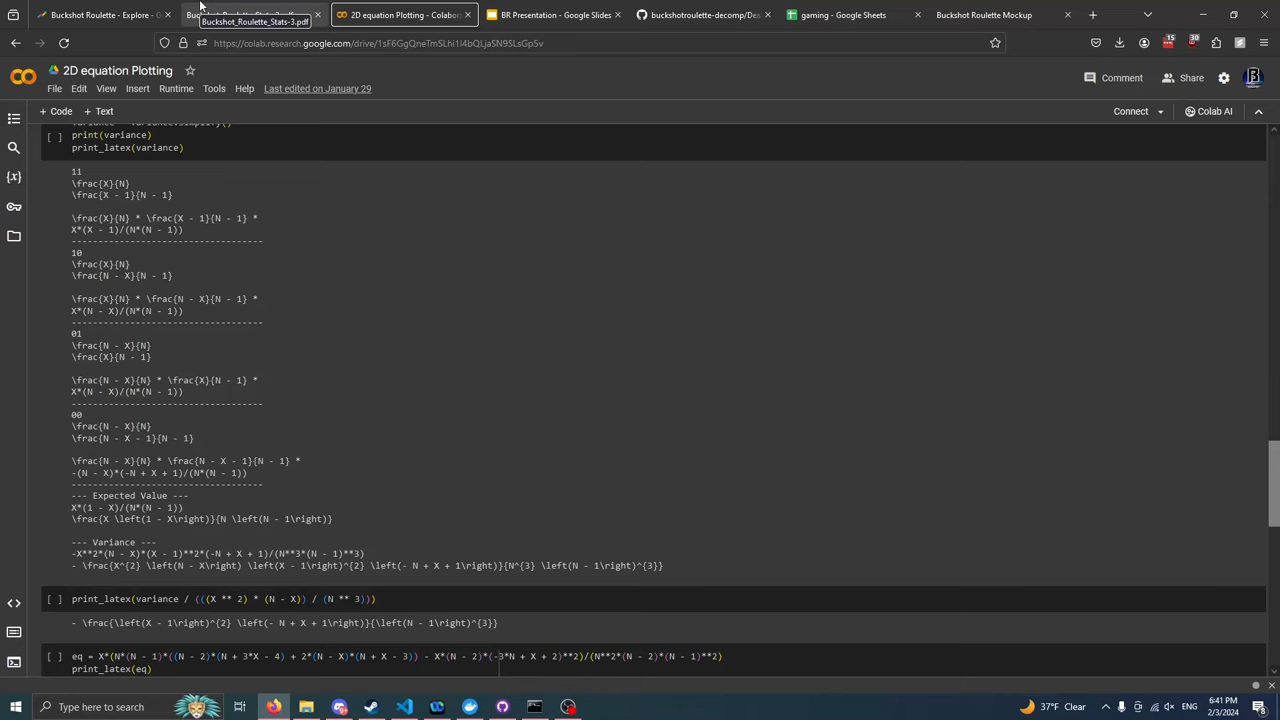 Buckshot Roulette - Explore - G
Buckshot_Roulette_Stats-3.pdf
2D equation Plotting - Colabora
BR Presentation - Google Slides
buckshotroulette-decomp/Dea
gaming - Google Sheets
Buckshot Roulette Mockup
Buckshot_Roulette_Stats-3.pdf
https://colab.research.google.com/drive/1sF6GgQneTmSLhi1I4bQLjaSN9SLsGp5v
15
30
2D equation Plotting
Comment
Share
File Edit View Insert Runtime Tools Help Last edited on January 29
+ Code + Text
Connect
Colab AI
[ ] print(variance)
print_latex(variance)
11
\frac{X}{N}
\frac{X - 1}{N - 1}
\frac{X}{N} * \frac{X - 1}{N - 1} *
X*(X - 1)/(N*(N - 1))
---------------------------------------
10
\frac{X}{N}
\frac{N - X}{N - 1}
\frac{X}{N} * \frac{N - X}{N - 1} *
X*(N - X)/(N*(N - 1))
---------------------------------------
01
\frac{N - X}{N}
\frac{X}{N - 1}
\frac{N - X}{N} * \frac{X}{N - 1} *
X*(N - X)/(N*(N - 1))
---------------------------------------
00
\frac{N - X}{N}
\frac{N - X - 1}{N - 1}
\frac{N - X}{N} * \frac{N - X - 1}{N - 1} *
-(N - X)*(-N + X + 1)/(N*(N - 1))
---------------------------------------
--- Expected Value ---
X*(1 - X)/(N*(N - 1))
\frac{X \left(1 - X\right)}{N \left(N - 1\right)}
--- Variance ---
-X**2*(N - X)*(X - 1)**2*(-N + X + 1)/(N**3*(N - 1)**3)
- \frac{X^{2} \left(N - X\right) \left(X - 1\right)^{2} \left(- N + X + 1\right)}{N^{3} \left(N - 1\right)^{3}}
[ ] print_latex(variance / (((X ** 2) * (N - X)) / (N ** 3)))
- \frac{\left(X - 1\right)^{2} \left(- N + X + 1\right)}{\left(N - 1\right)^{3}}
[ ] eq = X*(N*(N - 1)*((N - 2)*(N + 3*X - 4) + 2*(N - X)*(N + X - 3)) - X*(N - 2)*(-3*N + X + 2)**2)/(N**2*(N - 2)*(N - 1)**2)
print_latex(eq)
Type here to search
37°F Clear
6:41 PM
2/3/2024
8